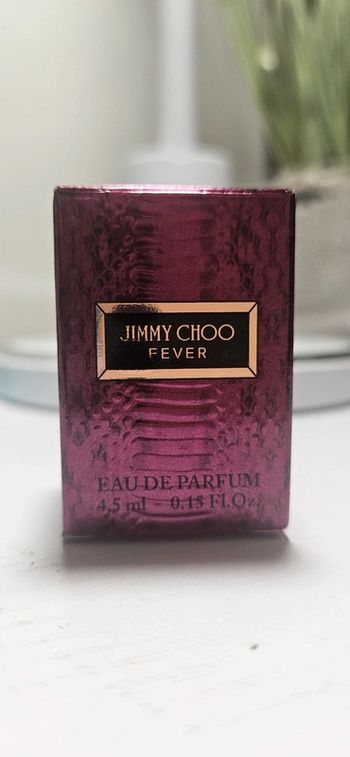 JIMMY CHOO
FEVER
EAU DE PARFUM
4,5 ml - 0.15 Fl.Oz.